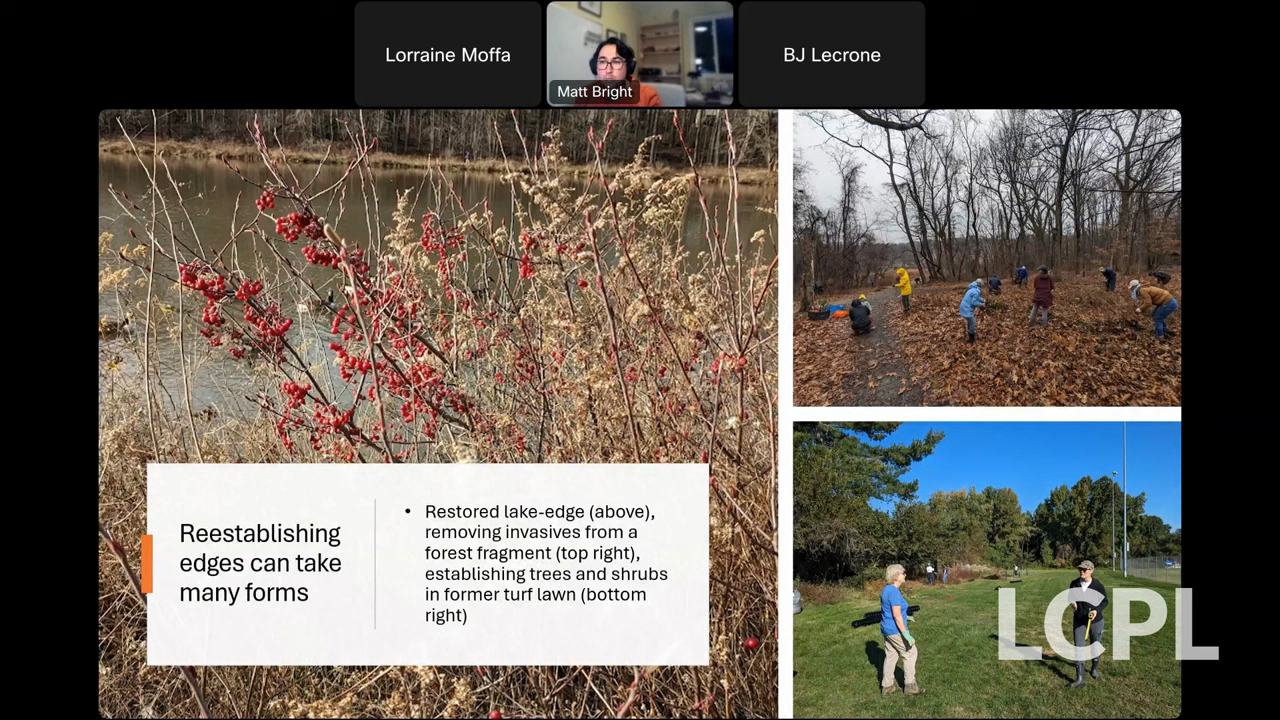 Lorraine Moffa
Matt Bright
BJ Lecrone
Reestablishing
edges can take
many forms
• Restored lake-edge (above),
removing invasives from a
forest fragment (top right),
establishing trees and shrubs
in former turf lawn (bottom
right)
LCPL